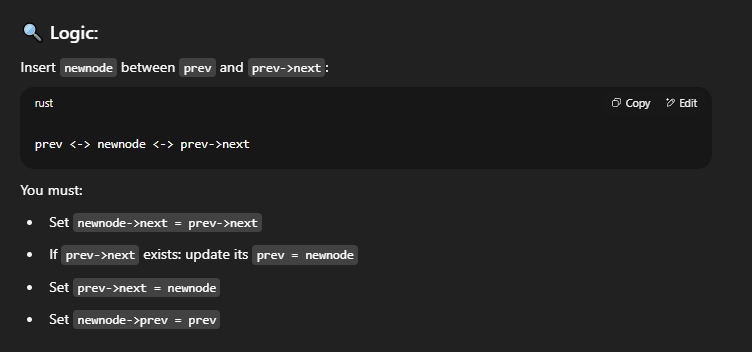 🔍 Logic:
Insert newnode between prev and prev->next:
rust
Copy Edit
prev <-> newnode <-> prev->next
You must:
• Set newnode->next = prev->next
• If prev->next exists: update its prev = newnode
• Set prev->next = newnode
• Set newnode->prev = prev